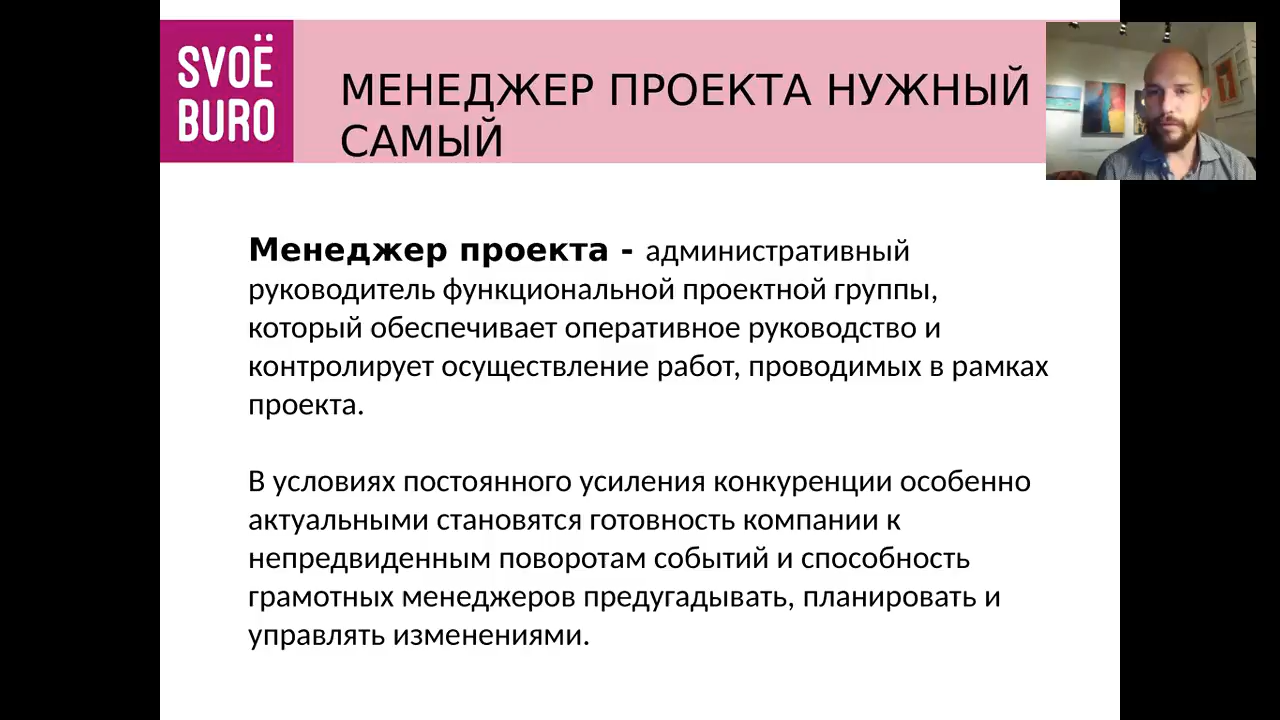 SVOЁ
BURO
МЕНЕДЖЕР ПРОЕКТА НУЖНЫЙ
САМЫЙ
Менеджер проекта - административный
руководитель функциональной проектной группы,
который обеспечивает оперативное руководство и
контролирует осуществление работ, проводимых в рамках
проекта.
В условиях постоянного усиления конкуренции особенно
актуальными становятся готовность компании к
непредвиденным поворотам событий и способность
грамотных менеджеров предугадывать, планировать и
управлять изменениями.